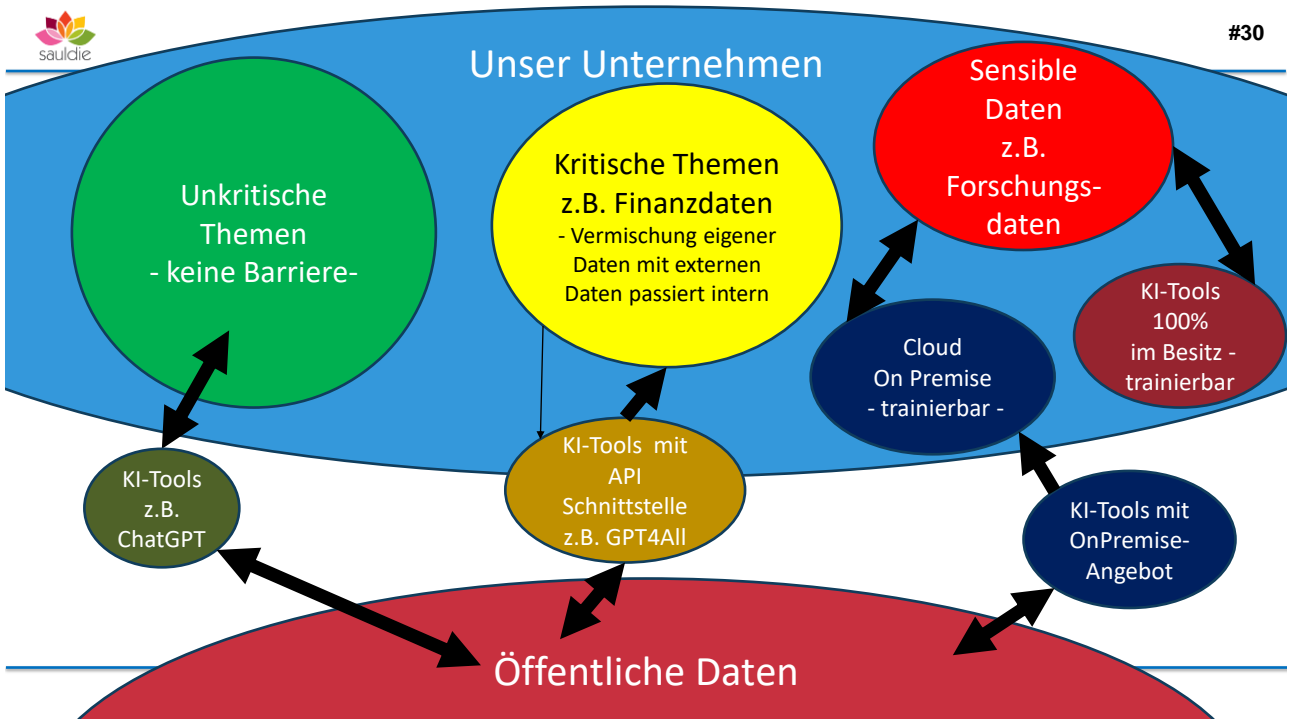 sauldie
#30
Unser Unternehmen
Unkritische
Themen
- keine Barriere-
Kritische Themen
z.B. Finanzdaten
- Vermischung eigener
Daten mit externen
Daten passiert intern
Sensible
Daten
z.B.
Forschungs-
daten
KI-Tools
100%
im Besitz -
trainierbar
Cloud
On Premise
- trainierbar -
KI-Tools
z.B.
ChatGPT
KI-Tools mit
API
Schnittstelle
z.B. GPT4All
KI-Tools mit
OnPremise-
Angebot
Öffentliche Daten